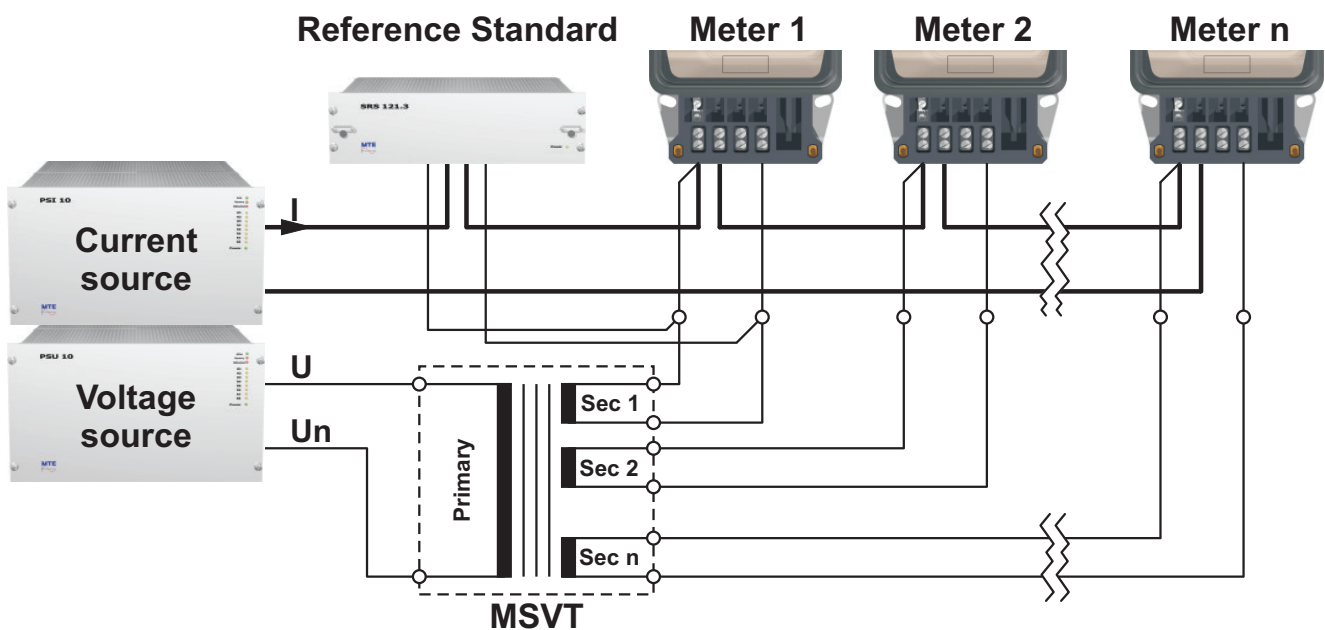 Reference Standard
Meter 1
Meter 2
Meter n
SRS 121.3
MTE
PSI 10
I
Current
source
MTE
PSU 10
Voltage
source
MTE
U
Un
Primary
Sec 1
Sec 2
Sec n
MSVT